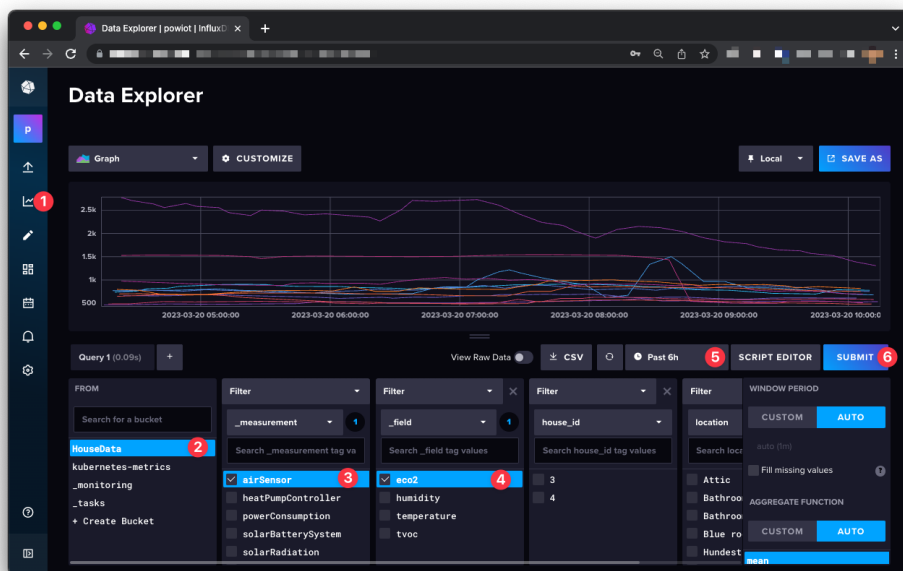 Data Explorer | powiot | InfluxD
Data Explorer
p
Graph
CUSTOMIZE
Local
SAVE AS
1
2.5k
2k
1.5k
1k
500
2023-03-20 05:00:00
2023-03-20 06:00:00
2023-03-20 07:00:00
2023-03-20 08:00:00
2023-03-20 09:00:00
2023-03-20 10:00:0
Query 1 (0.09s)
+
View Raw Data
CSV
Past 6h
5
SCRIPT EDITOR
SUBMIT
6
FROM
Search for a bucket
HouseData
2
kubernetes-metrics
_monitoring
_tasks
+ Create Bucket
Filter
_measurement
1
Search _measurement tag va
airSensor
3
heatPumpController
powerConsumption
solarBatterySystem
solarRadiation
Filter
_field
1
Search _field tag values
eco2
4
humidity
temperature
tvoc
Filter
house_id
Search house_id tag values
3
4
Filter
location
Search loca
Attic
Bathroo
Bathroo
Blue ro
Hundest
WINDOW PERIOD
CUSTOM
AUTO
auto (1m)
Fill missing values
?
AGGREGATE FUNCTION
CUSTOM
AUTO
mean